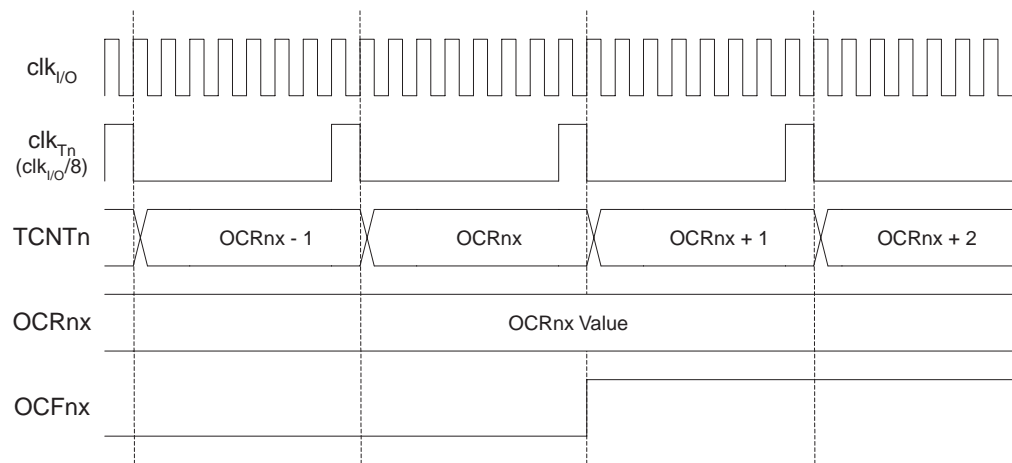 clkI/O
clkTn
(clkI/O/8)
TCNTn
OCRnx - 1
OCRnx
OCRnx + 1
OCRnx + 2
OCRnx
OCRnx Value
OCFnx